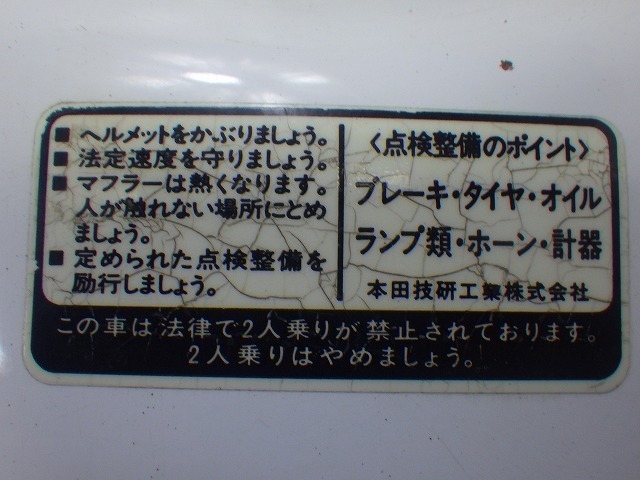 ■ ヘルメットをかぶりましょう。
■ 法定速度を守りましょう。
■ マフラーは熱くなります。
人が触れない場所にとめ
ましょう。
■ 定められた点検整備を
励行しましょう。
〈点検整備のポイント〉
ブレーキ・タイヤ・オイル
ランプ類・ホーン・計器
本田技研工業株式会社
この車は法律で2人乗りが禁止されております。
2人乗りはやめましょう。